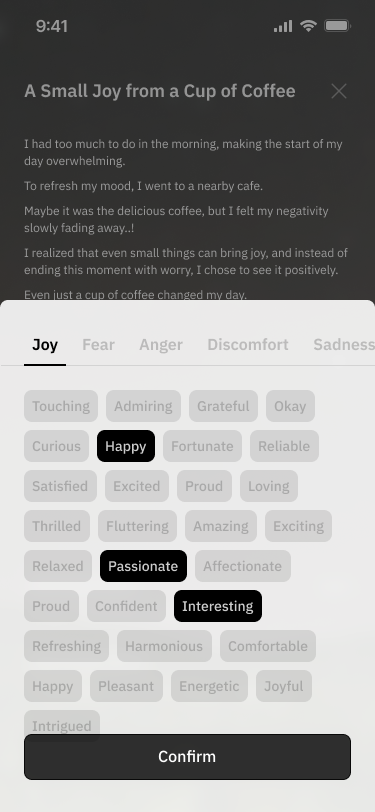 9:41
A Small Joy from a Cup of Coffee
I had too much to do in the morning, making the start of my
day overwhelming.
To refresh my mood, I went to a nearby cafe.
Maybe it was the delicious coffee, but I felt my negativity
slowly fading away..!
I realized that even small things can bring joy, and instead of
ending this moment with worry, I chose to see it positively.
Even just a cup of coffee changed my day.
Joy Fear Anger Discomfort Sadness
Touching Admiring Grateful Okay
Curious Happy Fortunate Reliable
Satisfied Excited Proud Loving
Thrilled Fluttering Amazing Exciting
Relaxed Passionate Affectionate
Proud Confident Interesting
Refreshing Harmonious Comfortable
Happy Pleasant Energetic Joyful
Intrigued
Confirm